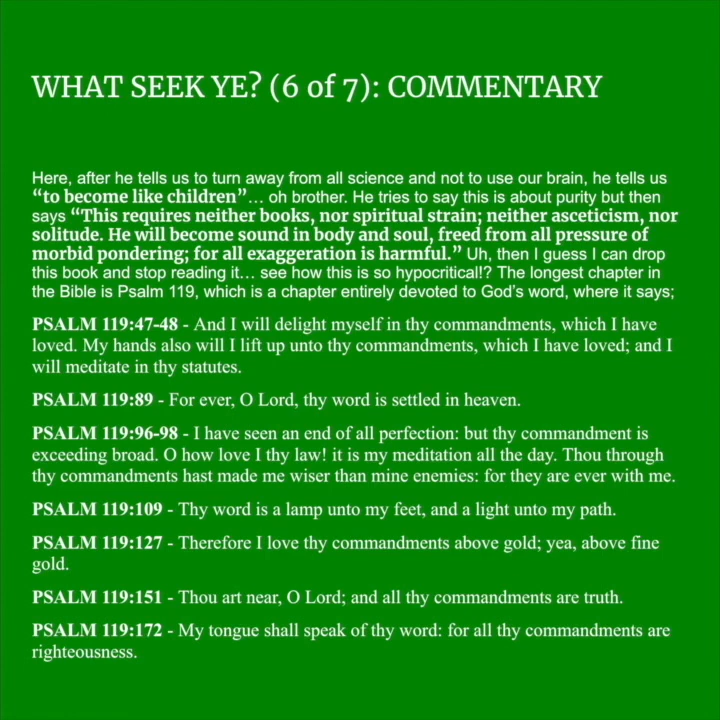 WHAT SEEK YE? (6 of 7): COMMENTARY
Here, after he tells us to turn away from all science and not to use our brain, he tells us
“to become like children”... oh brother. He tries to say this is about purity but then
says “This requires neither books, nor spiritual strain; neither asceticism, nor
solitude. He will become sound in body and soul, freed from all pressure of
morbid pondering; for all exaggeration is harmful.” Uh, then I guess I can drop
this book and stop reading it... see how this is so hypocritical!? The longest chapter in
the Bible is Psalm 119, which is a chapter entirely devoted to God’s word, where it says;
PSALM 119:47-48 - And I will delight myself in thy commandments, which I have
loved. My hands also will I lift up unto thy commandments, which I have loved; and I
will meditate in thy statutes.
PSALM 119:89 - For ever, O Lord, thy word is settled in heaven.
PSALM 119:96-98 - I have seen an end of all perfection: but thy commandment is
exceeding broad. O how love I thy law! it is my meditation all the day. Thou through
thy commandments hast made me wiser than mine enemies: for they are ever with me.
PSALM 119:109 - Thy word is a lamp unto my feet, and a light unto my path.
PSALM 119:127 - Therefore I love thy commandments above gold; yea, above fine
gold.
PSALM 119:151 - Thou art near, O Lord; and all thy commandments are truth.
PSALM 119:172 - My tongue shall speak of thy word: for all thy commandments are
righteousness.